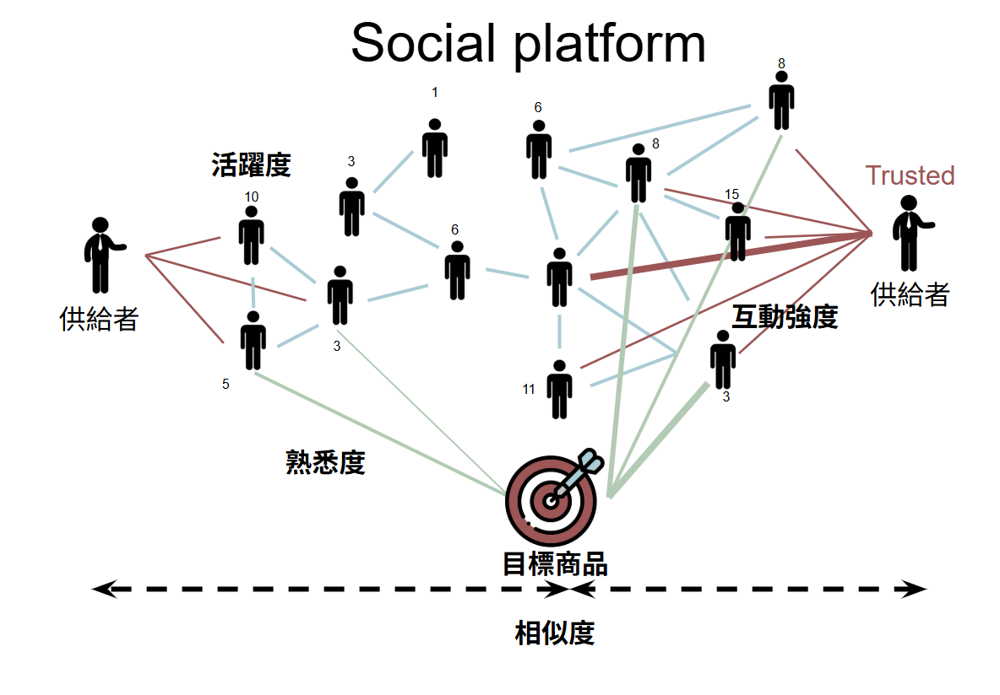 Social platform
8
1
6
8
活躍度
3
Trusted
10
15
6
供給者
供給者
互動強度
3
5
11
3
熟悉度
目標商品
相似度